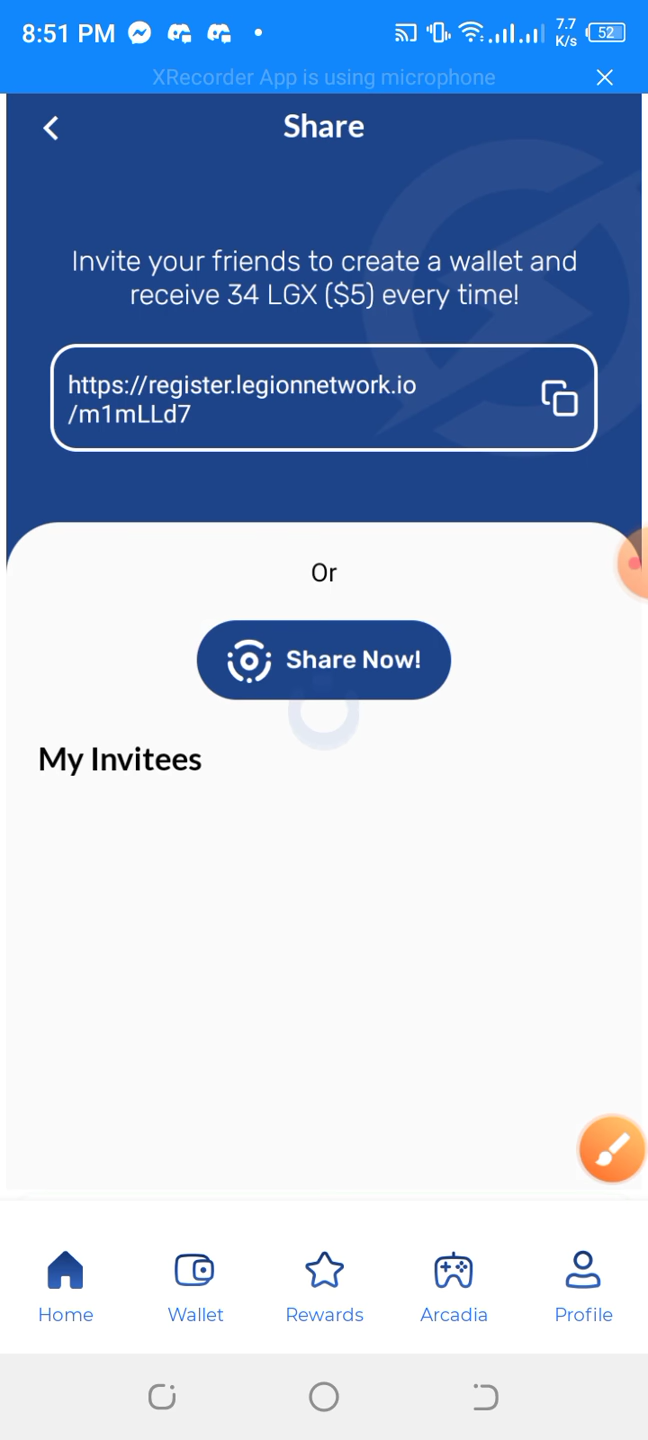 8:51 PM
7.7
K/s
52
XRecorder App is using microphone
Share
Invite your friends to create a wallet and
receive 34 LGX ($5) every time!
https://register.legionnetwork.io
/m1mLLd7
Or
Share Now!
My Invitees
Home
Wallet
Rewards
Arcadia
Profile